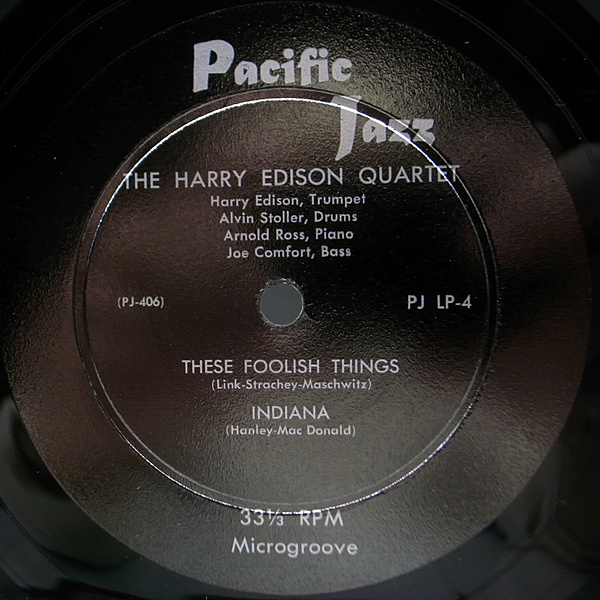 Pacific
Jazz
THE HARRY EDISON QUARTET
Harry Edison, Trumpet
Alvin Stoller, Drums
Arnold Ross, Piano
Joe Comfort, Bass
(PJ-406)
PJ LP-4
THESE FOOLISH THINGS
(Link-Strachey-Maschwitz)
INDIANA
(Hanley-Mac Donald)
33⅓ RPM
Microgroove